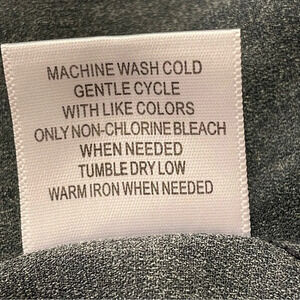 MACHINE WASH COLD
GENTLE CYCLE
WITH LIKE COLORS
ONLY NON-CHLORINE BLEACH
WHEN NEEDED
TUMBLE DRY LOW
WARM IRON WHEN NEEDED